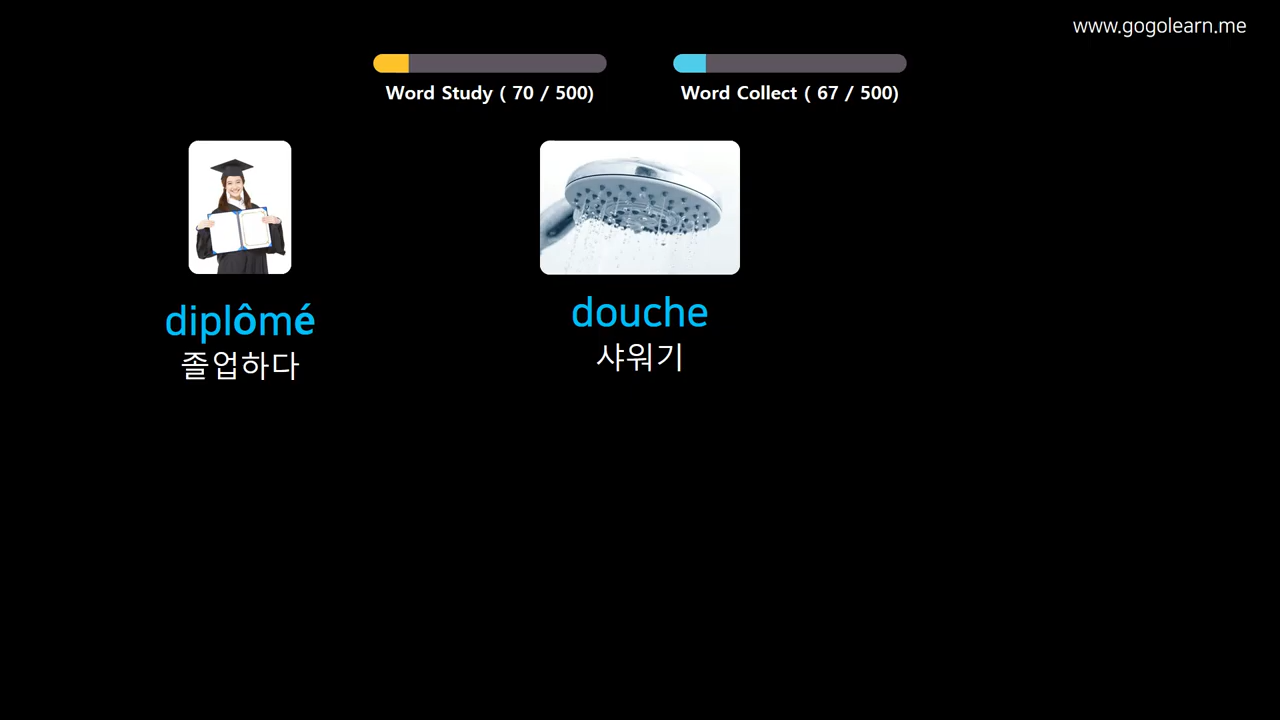 www.gogolearn.me
Word Study ( 70 / 500)
Word Collect ( 67 / 500)
diplômé
졸업하다
douche
샤워기